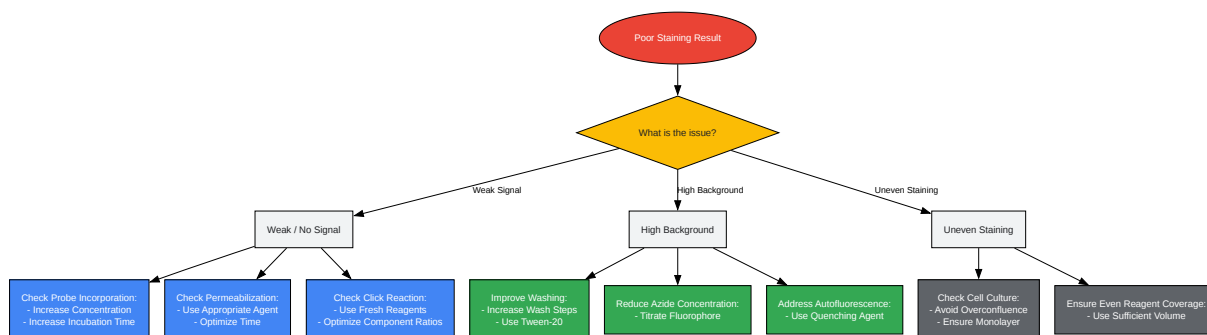 Poor Staining Result
What is the issue?
Weak Signal
High Background
Uneven Staining
Weak / No Signal
High Background
Uneven Staining
Check Probe Incorporation:
- Increase Concentration
- Increase Incubation Time
Check Permeabilization:
- Use Appropriate Agent
- Optimize Time
Check Click Reaction:
- Use Fresh Reagents
- Optimize Component Ratios
Improve Washing:
- Increase Wash Steps
- Use Tween-20
Reduce Azide Concentration:
- Titrate Fluorophore
Address Autofluorescence:
- Use Quenching Agent
Check Cell Culture:
- Avoid Overconfluence
- Ensure Monolayer
Ensure Even Reagent Coverage:
- Use Sufficient Volume